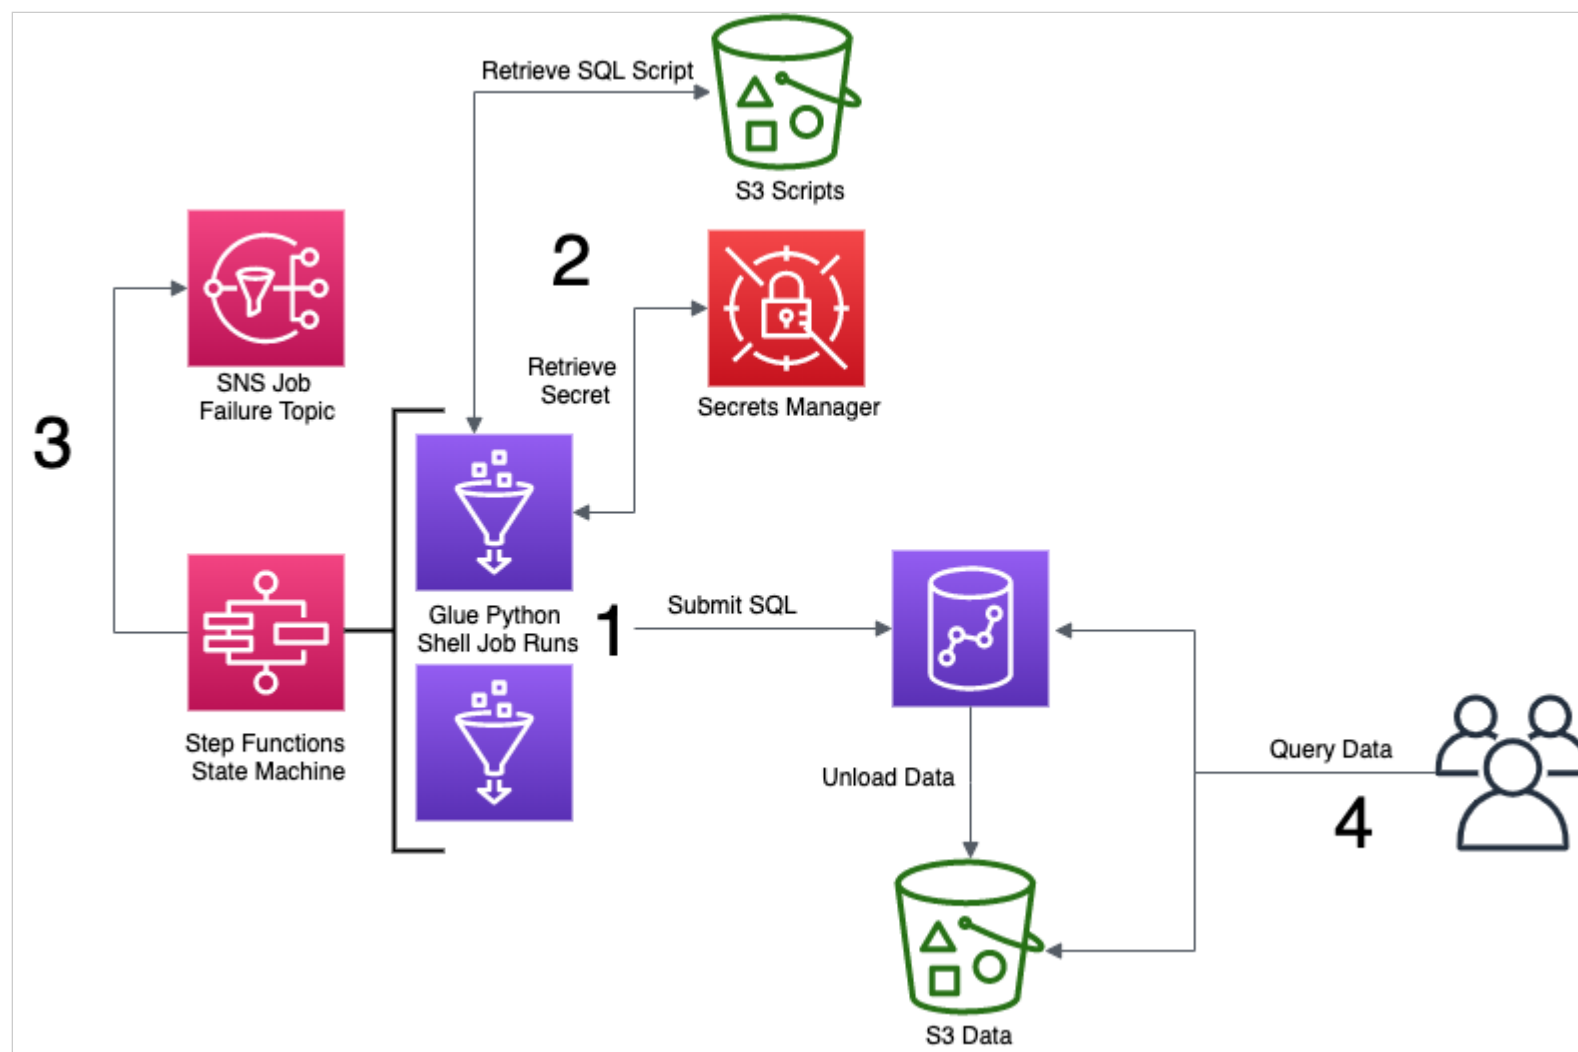 Retrieve SQL Script
S3 Scripts
2
SNS Job
Failure Topic
Retrieve
Secret
Secrets Manager
3
Glue Python
Shell Job Runs
1
Submit SQL
Step Functions
State Machine
Unload Data
Query Data
4
S3 Data